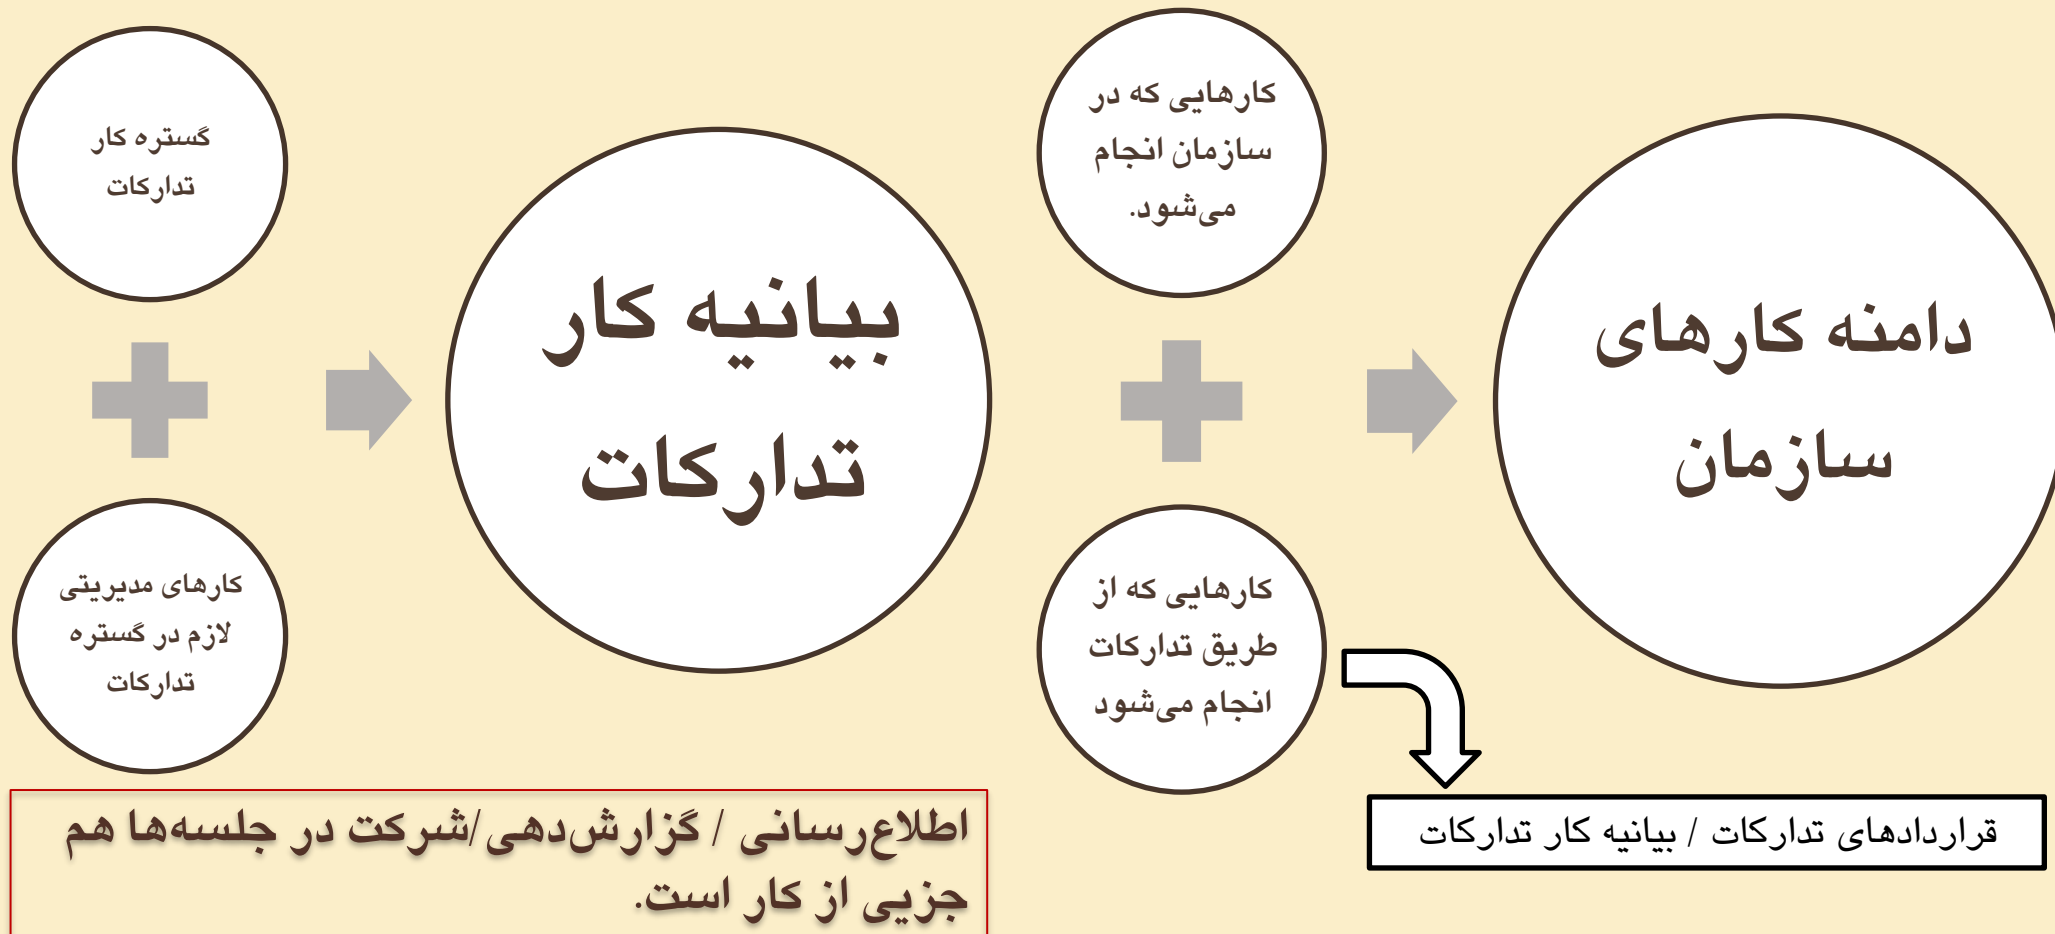 گستره کار
تدارکات
کارهای مدیریتی
لازم در گستره
تدارکات
بیانیه کار
تدارکات
کارهایی که در
سازمان انجام
می‌شود.
کارهایی که از
طریق تدارکات
انجام می‌شود
دامنه کارهای
سازمان
قراردادهای تدارکات / بیانیه کار تدارکات
اطلاع‌رسانی / گزارش‌دهی /شرکت در جلسه‌ها هم
جزیی از کار است.